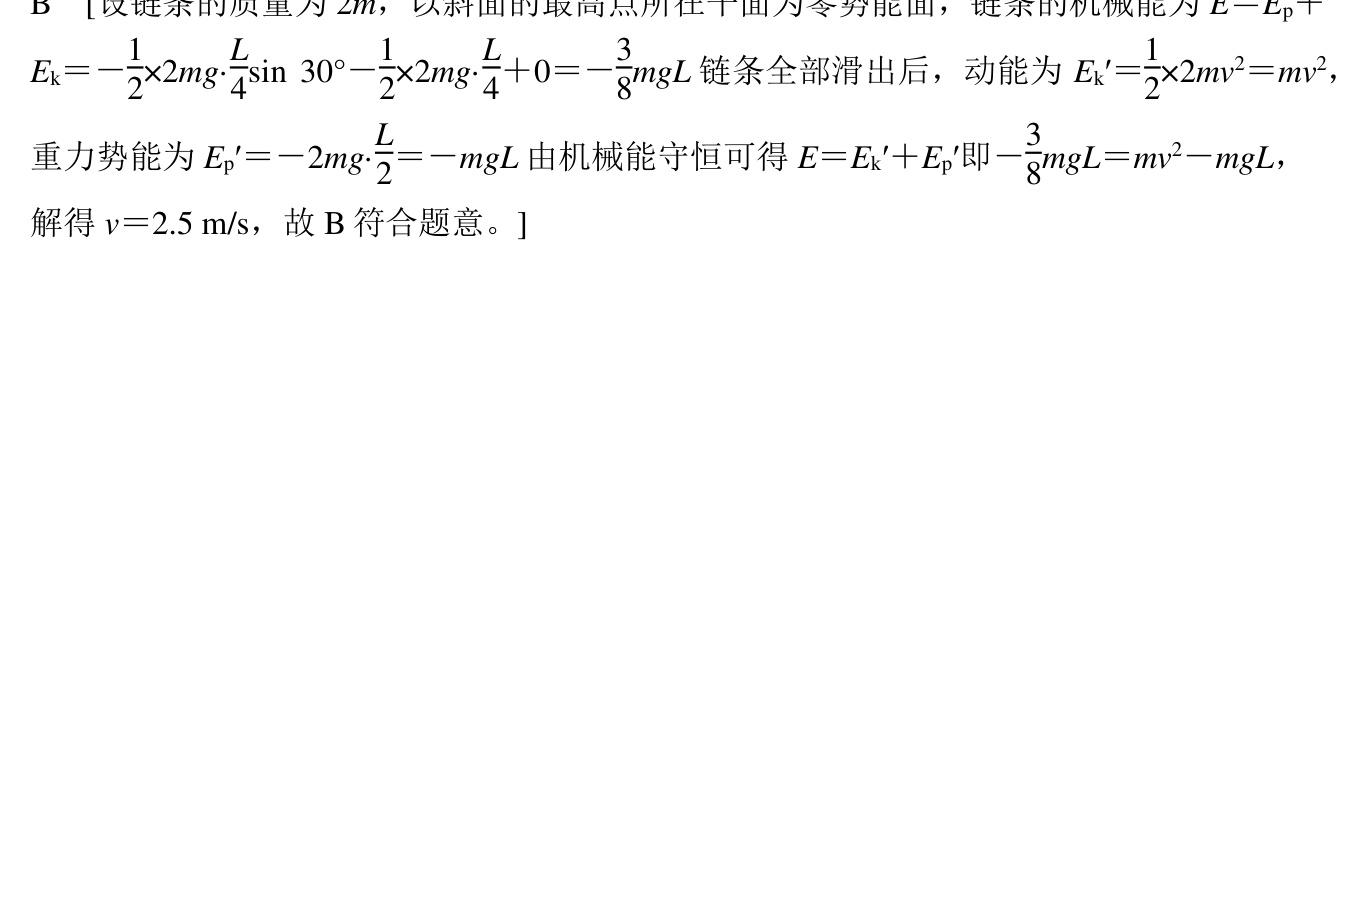 B [设链条的质量为 2m，以斜面的最高点所在平面为零势能面，链条的机械能为 E＝Ep＋
Ek＝－1/2×2mg·L/4sin 30°－1/2×2mg·L/4＋0＝－3/8mgL 链条全部滑出后，动能为 Ek′＝1/2×2mv²＝mv²，
重力势能为 Ep′＝－2mg·L/2＝－mgL 由机械能守恒可得 E＝Ek′＋Ep′即－3/8mgL＝mv²－mgL，
解得 v＝2.5 m/s，故 B 符合题意。]